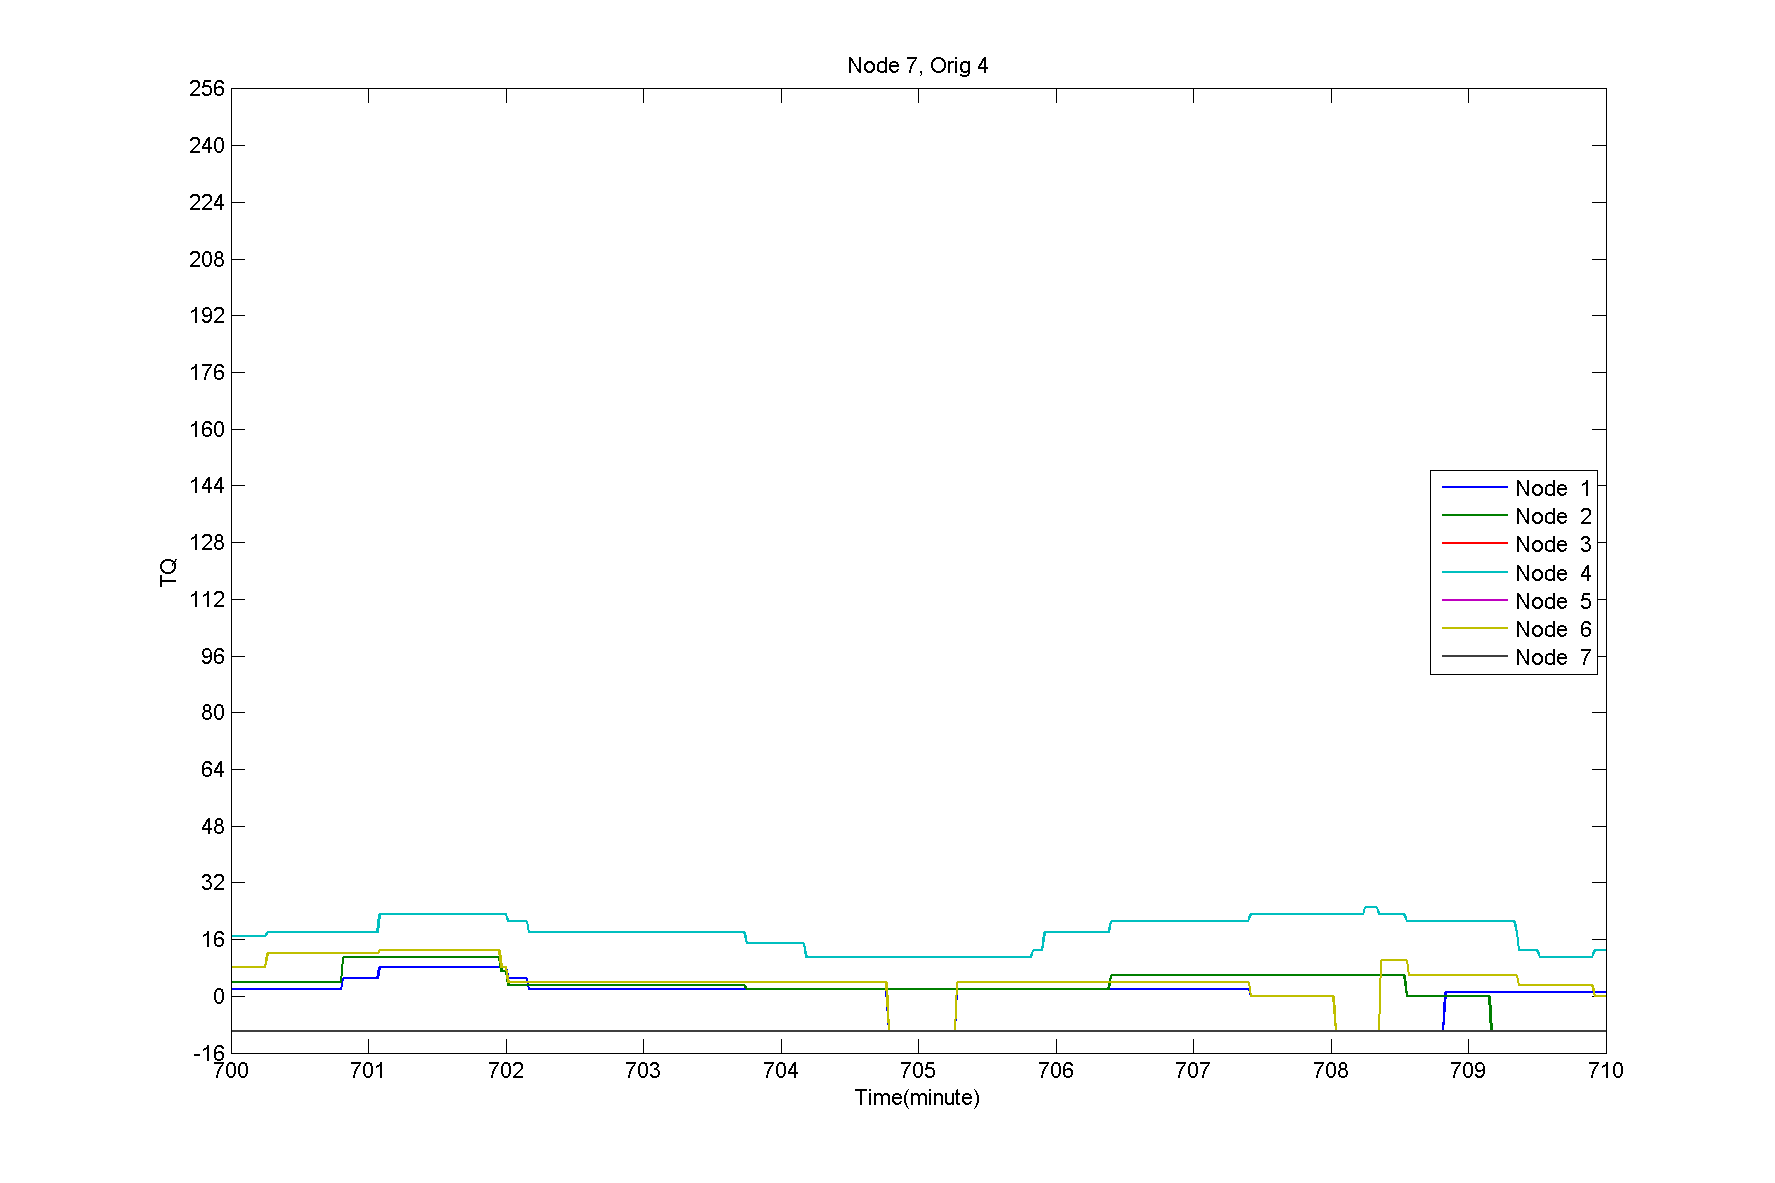 Node 7, Orig 4
256
240
224
208
192
176
160
144
128
112
96
80
64
48
32
16
0
-16
TQ
Node 1
Node 2
Node 3
Node 4
Node 5
Node 6
Node 7
700 701 702 703 704 705 706 707 708 709 710
Time(minute)